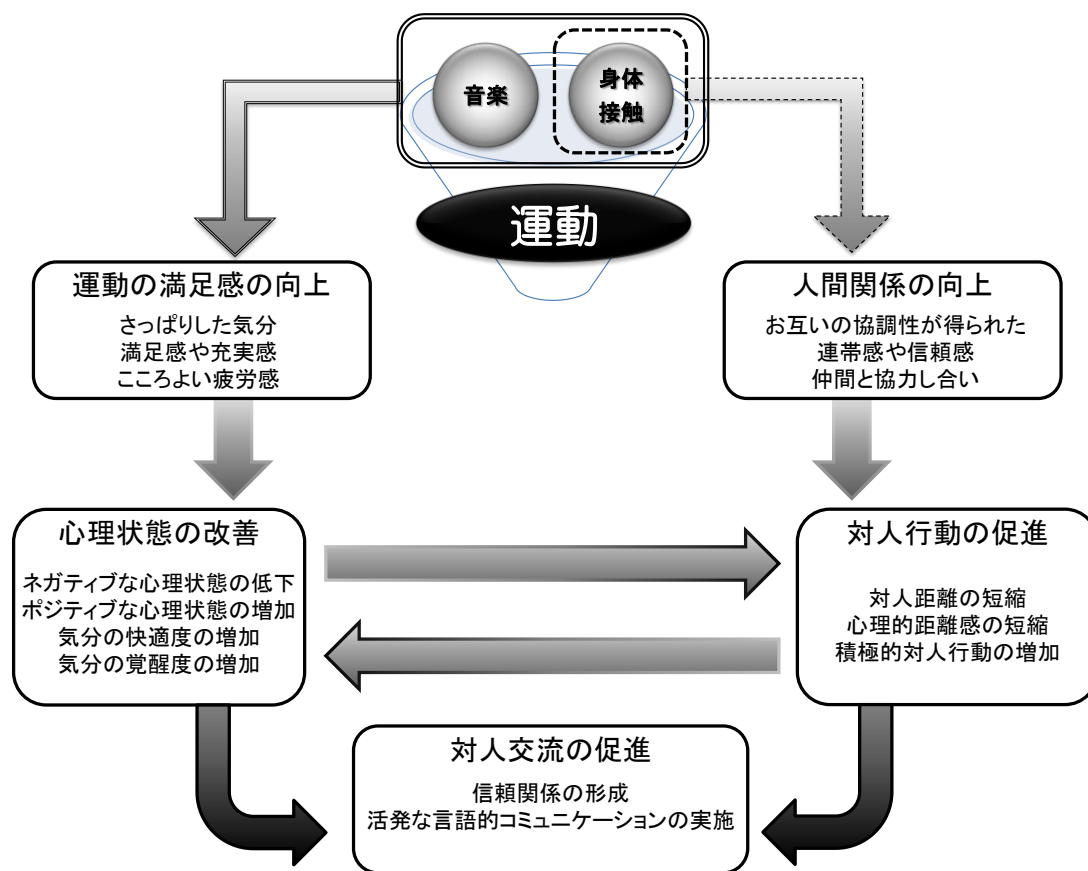 音楽
身体
接触
運動
運動の満足感の向上
さっぱりした気分
満足感や充実感
こころよい疲労感
人間関係の向上
お互いの協調性が得られた
連帯感や信頼感
仲間と協力し合い
心理状態の改善
ネガティブな心理状態の低下
ポジティブな心理状態の増加
気分の快適度の増加
気分の覚醒度の増加
対人行動の促進
対人距離の短縮
心理的距離感の短縮
積極的対人行動の増加
対人交流の促進
信頼関係の形成
活発な言語的コミュニケーションの実施